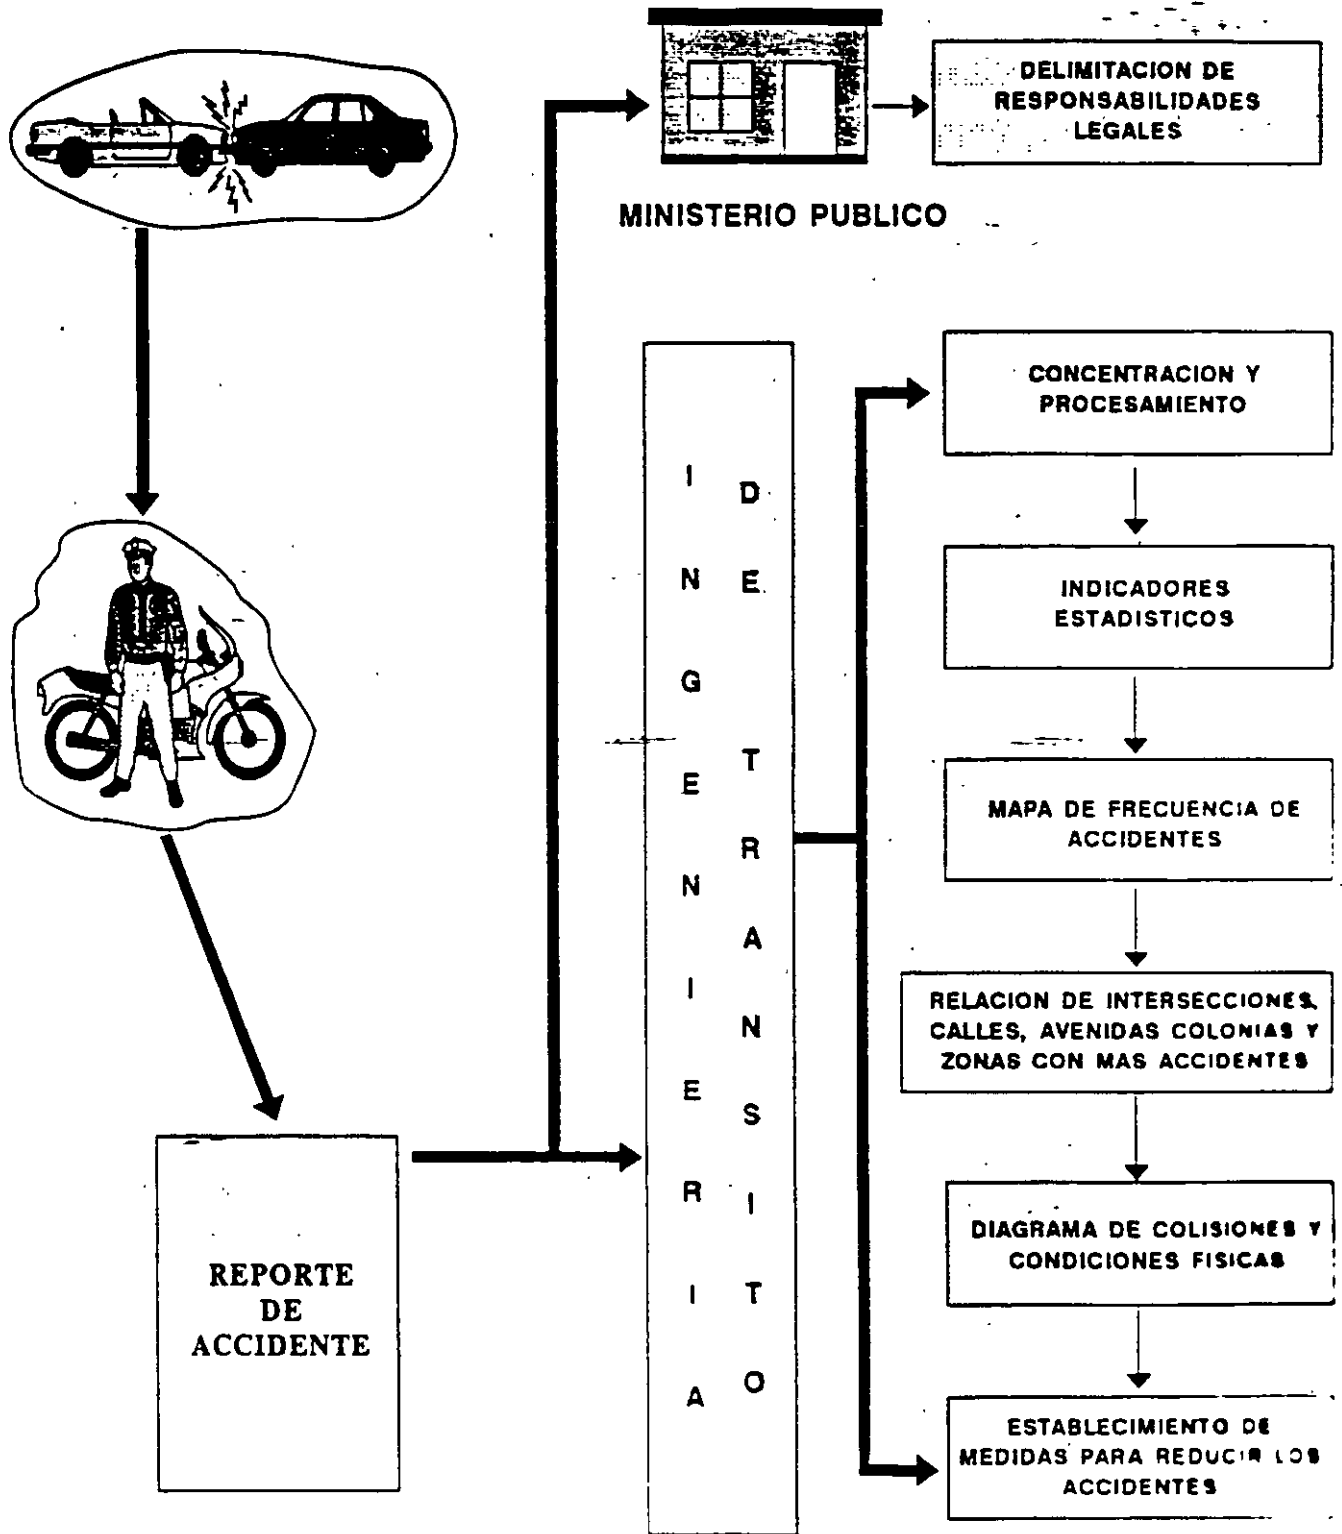 DELIMITACION DE
RESPONSABILIDADES
LEGALES
MINISTERIO PUBLICO
INGENIERIA
DE TRANSITO
CONCENTRACION Y
PROCESAMIENTO
INDICADORES
ESTADISTICOS
MAPA DE FRECUENCIA DE
ACCIDENTES
RELACION DE INTERSECCIONES,
CALLES, AVENIDAS COLONIAS Y
ZONAS CON MAS ACCIDENTES
DIAGRAMA DE COLISIONES Y
CONDICIONES FISICAS
ESTABLECIMIENTO DE
MEDIDAS PARA REDUCIR LOS
ACCIDENTES
REPORTE
DE
ACCIDENTE